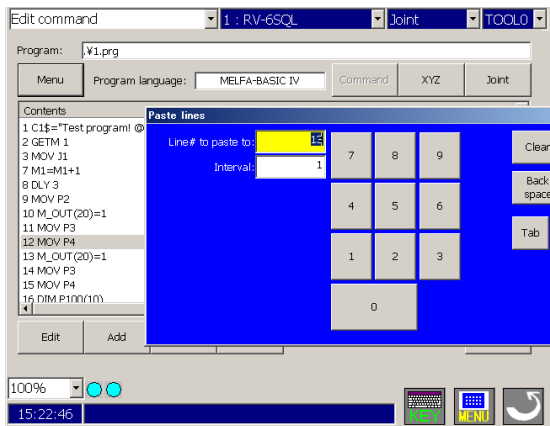 Edit command 1 : RV-6SQL Joint TOOL0
Program: .¥1.prg
Menu Program language: MELFA-BASIC IV Command XYZ Joint
Contents
Paste lines
1 C1$="Test program! @
2 GETM 1
3 MOV J1
7 M1=M1+1
8 DLY 3
9 MOV P2
10 M_OUT(20)=1
11 MOV P3
12 MOV P4
13 M_OUT(20)=1
14 MOV P3
15 MOV P4
16 DIM P100(10)
Line# to paste to:
Interval: 1
7 8 9
4 5 6
1 2 3
0
Clear
Back
space
Tab
Edit Add
100%
15:22:46
KEY MENU